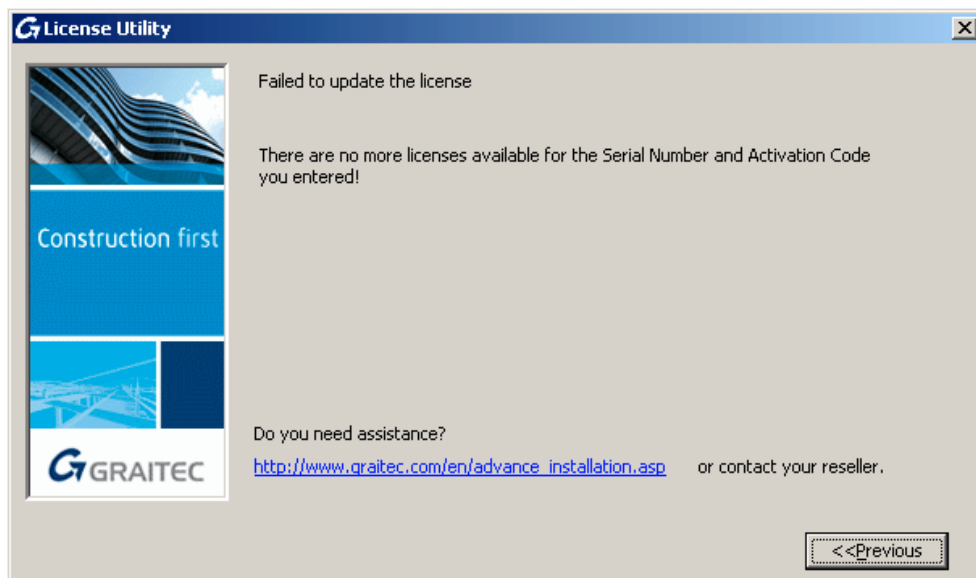 License Utility
Failed to update the license
There are no more licenses available for the Serial Number and Activation Code
you entered!
Construction first
GRAITEC
Do you need assistance?
http://www.graitec.com/en/advance_installation.asp or contact your reseller.
<<Previous